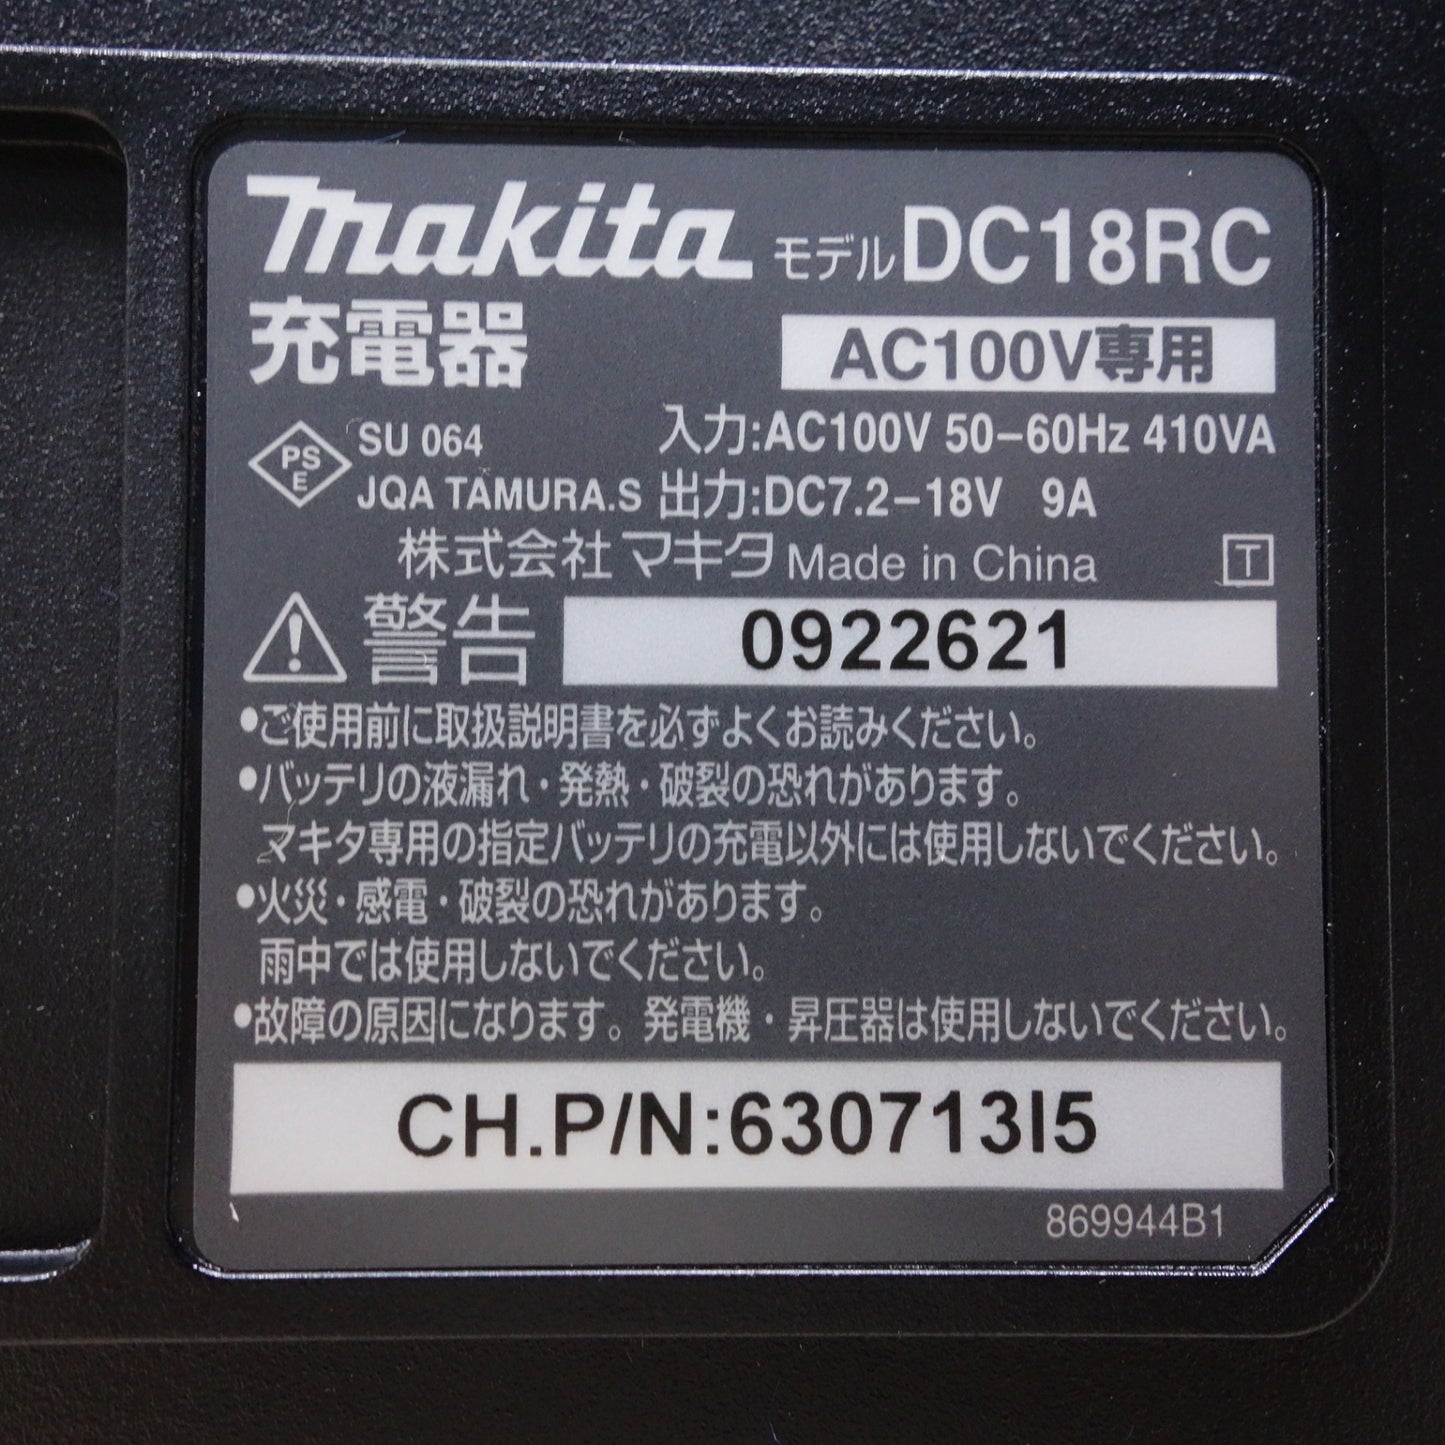 makita モデル DC18RC
充電器
AC100V専用
PSE SU 064 入力:AC100V 50-60Hz 410VA
JQA TAMURA.S 出力:DC7.2-18V 9A
株式会社マキタ Made in China T
警告 0922621
•ご使用前に取扱説明書を必ずよくお読みください。
•バッテリの液漏れ・発熱・破裂の恐れがあります。
マキタ専用の指定バッテリの充電以外には使用しないでください。
•火災・感電・破裂の恐れがあります。
雨中では使用しないでください。
•故障の原因になります。発電機・昇圧器は使用しないでください。
CH.P/N:630713I5
869944B1